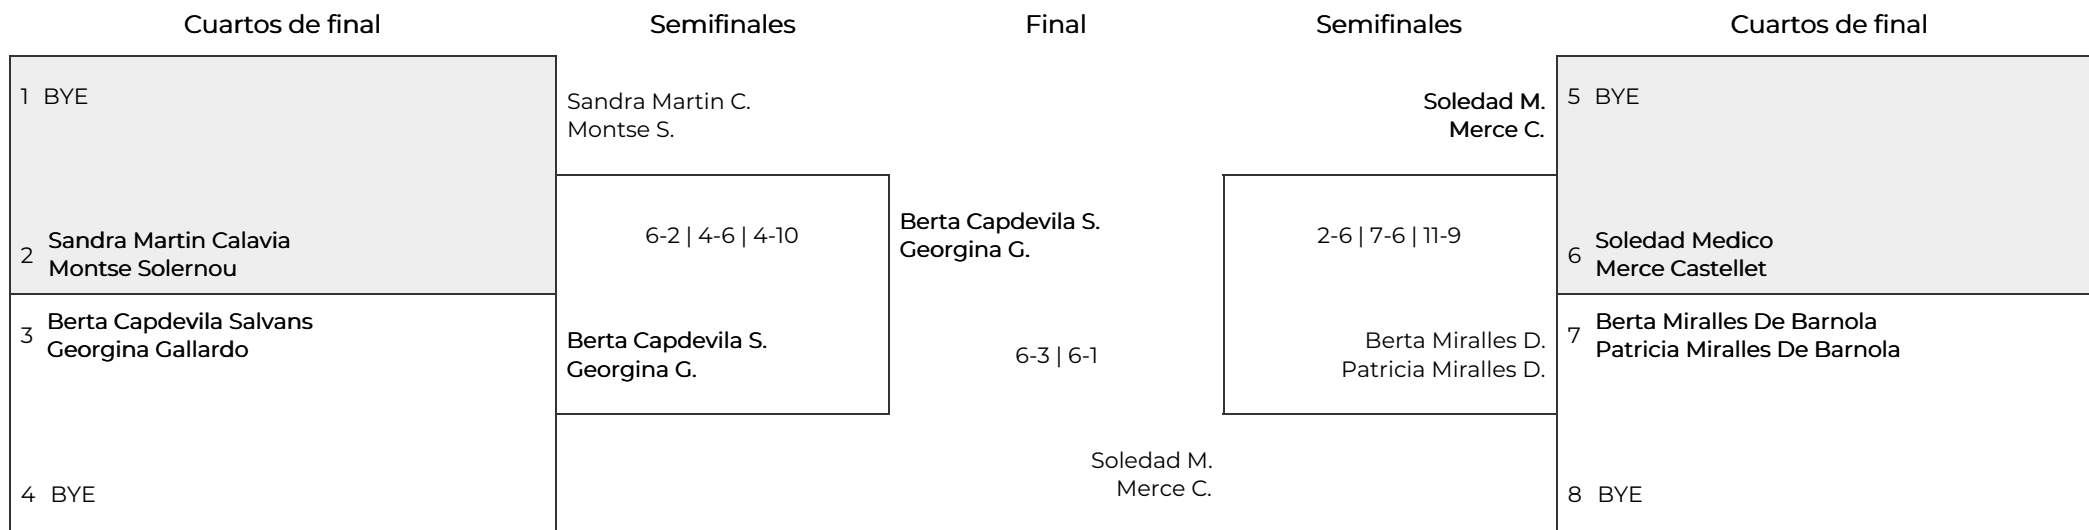 Cuartos de final
Semifinales
Final
Semifinales
Cuartos de final
1 BYE
2 Sandra Martin Calavia
Montse Solernou
3 Berta Capdevila Salvans
Georgina Gallardo
4 BYE
Sandra Martin C.
Montse S.
6-2 | 4-6 | 4-10
Berta Capdevila S.
Georgina G.
Berta Capdevila S.
Georgina G.
6-3 | 6-1
Soledad M.
Merce C.
Soledad M.
Merce C.
2-6 | 7-6 | 11-9
Berta Miralles D.
Patricia Miralles D.
5 BYE
6 Soledad Medico
Merce Castellet
7 Berta Miralles De Barnola
Patricia Miralles De Barnola
8 BYE